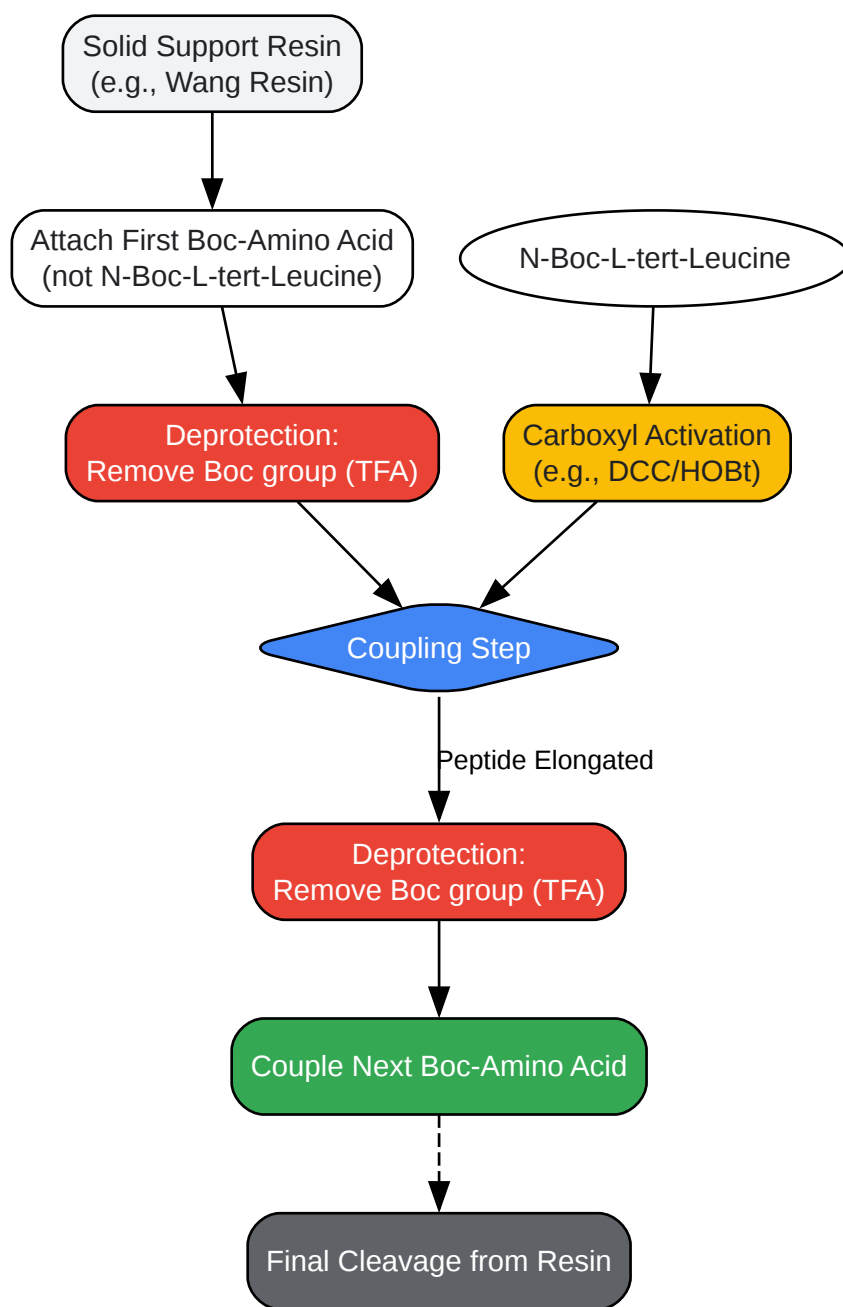 Solid Support Resin
(e.g., Wang Resin)
Attach First Boc-Amino Acid
(not N-Boc-L-tert-Leucine)
N-Boc-L-tert-Leucine
Deprotection:
Remove Boc group (TFA)
Carboxyl Activation
(e.g., DCC/HOBt)
Coupling Step
Peptide Elongated
Deprotection:
Remove Boc group (TFA)
Couple Next Boc-Amino Acid
Final Cleavage from Resin